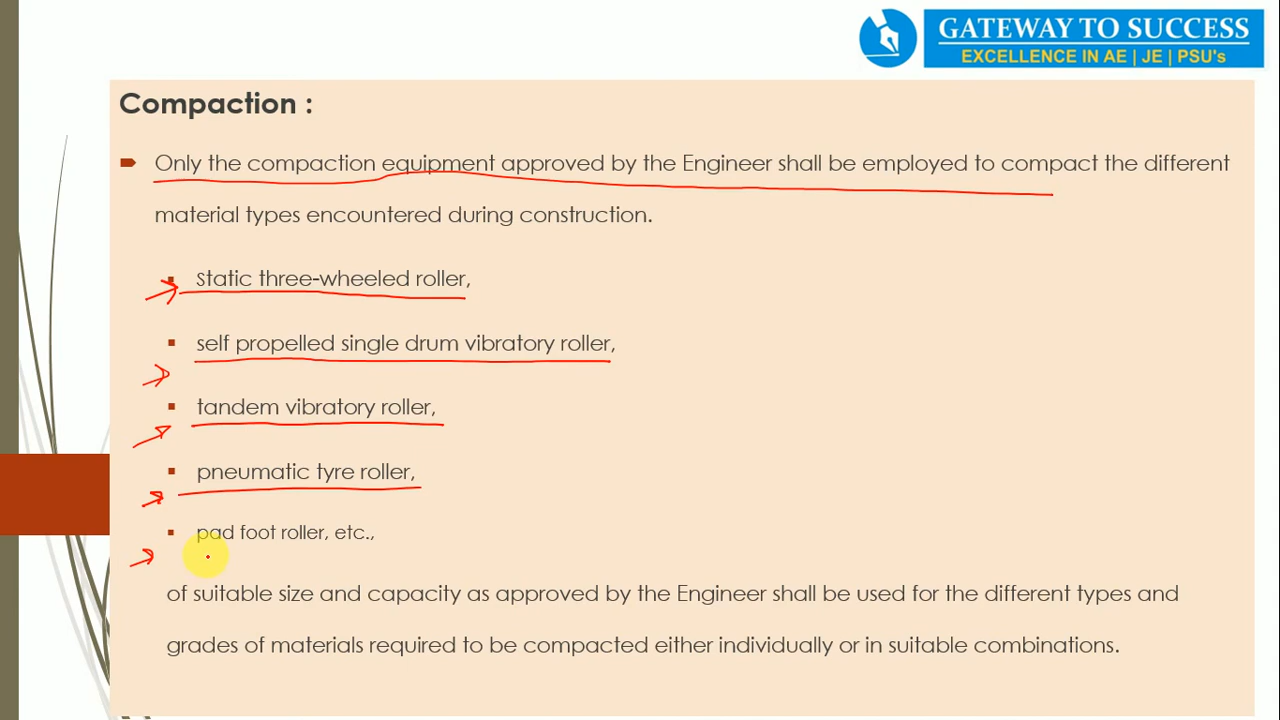 GATEWAY TO SUCCESS
EXCELLENCE IN AE | JE | PSU's
Compaction :
Only the compaction equipment approved by the Engineer shall be employed to compact the different
material types encountered during construction.
Static three-wheeled roller,
self propelled single drum vibratory roller,
tandem vibratory roller,
pneumatic tyre roller,
pad foot roller, etc.,
of suitable size and capacity as approved by the Engineer shall be used for the different types and
grades of materials required to be compacted either individually or in suitable combinations.